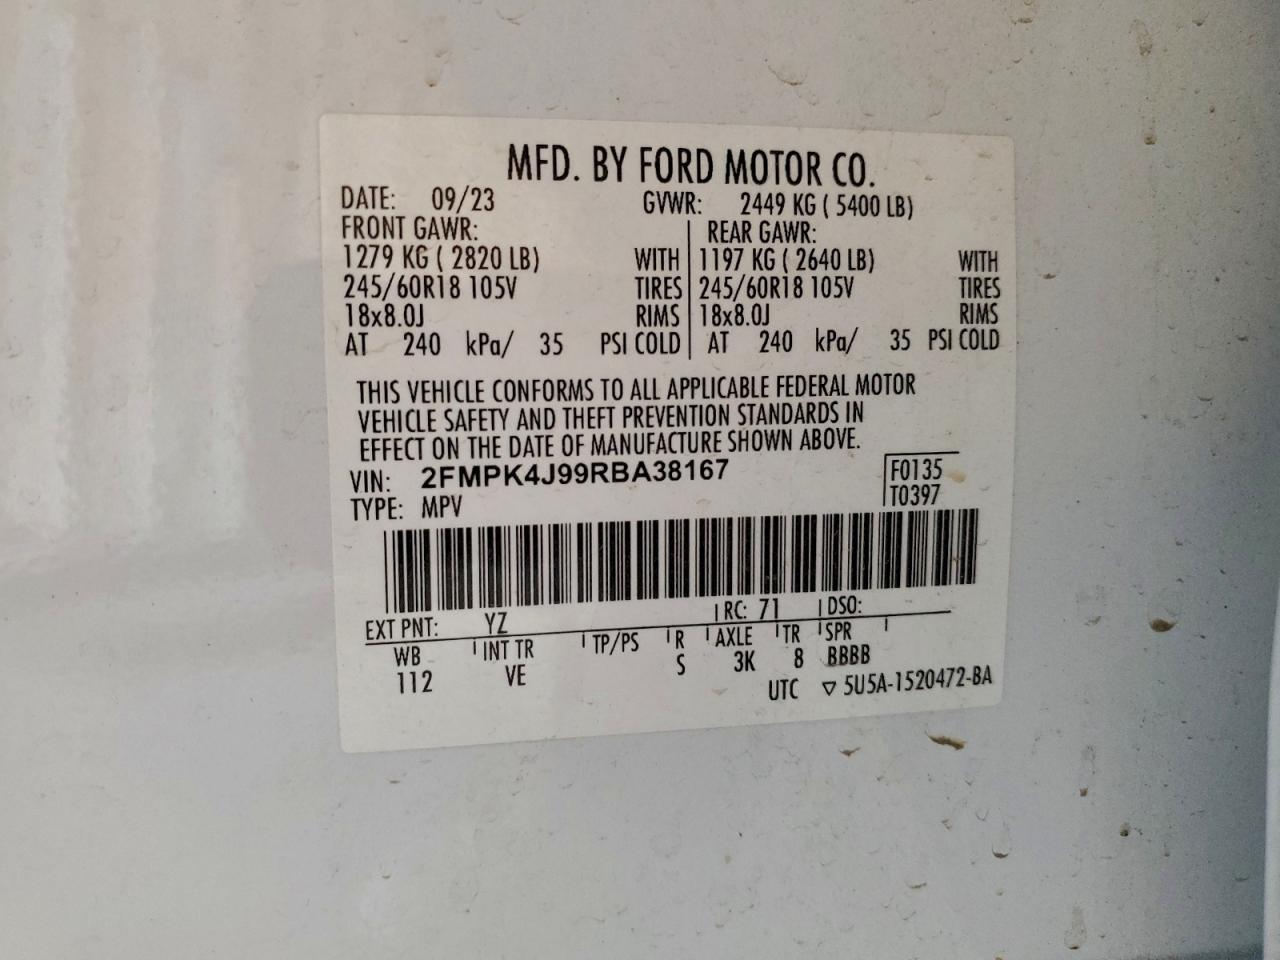 MFD. BY FORD MOTOR CO.
DATE: 09/23 GVWR: 2449 KG ( 5400 LB)
FRONT GAWR: REAR GAWR:
1279 KG ( 2820 LB) WITH 1197 KG ( 2640 LB) WITH
245/60R18 105V TIRES 245/60R18 105V TIRES
18x8.0J RIMS 18x8.0J RIMS
AT 240 kPa/ 35 PSI COLD AT 240 kPa/ 35 PSI COLD
THIS VEHICLE CONFORMS TO ALL APPLICABLE FEDERAL MOTOR
VEHICLE SAFETY AND THEFT PREVENTION STANDARDS IN
EFFECT ON THE DATE OF MANUFACTURE SHOWN ABOVE.
VIN: 2FMPK4J99RBA38167 F0135
TYPE: MPV T0397
EXT PNT: YZ RC: 71 DSO:
WB INT TR TP/PS R AXLE TR SPR
112 VE S 3K 8 BBBB
UTC ▽ 5U5A-1520472-BA